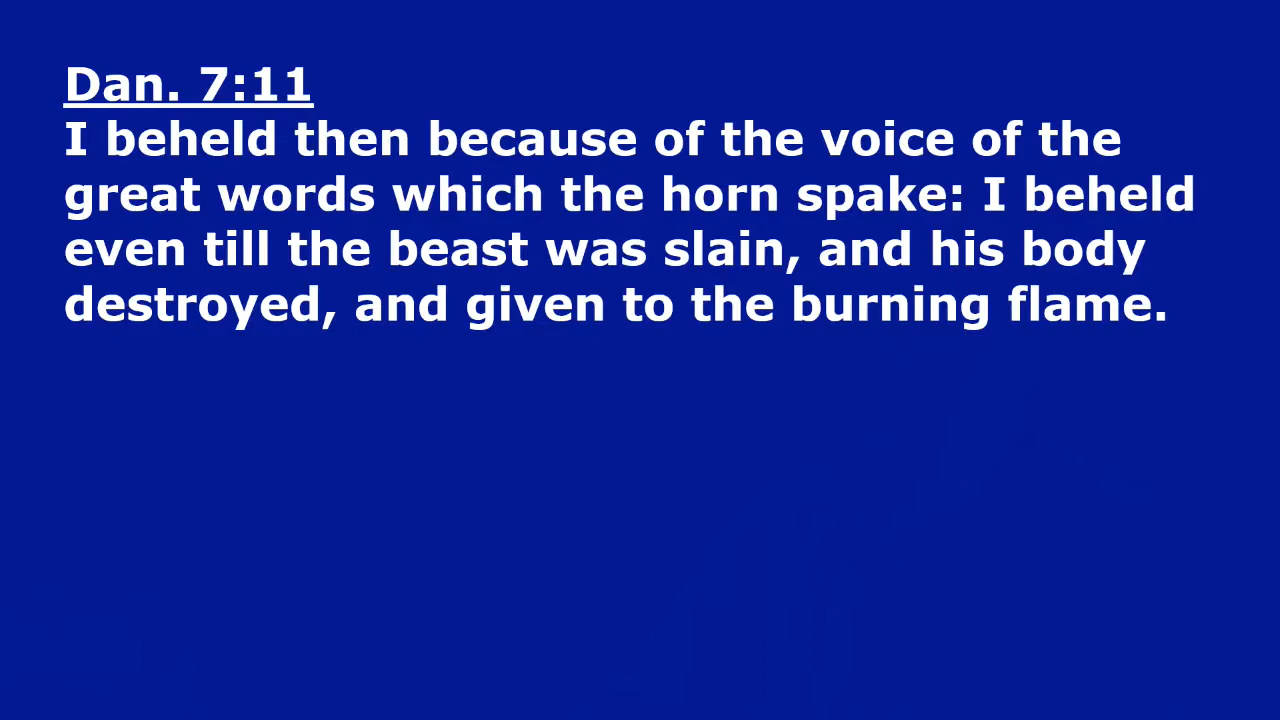 Dan. 7:11
I beheld then because of the voice of the
great words which the horn spake: I beheld
even till the beast was slain, and his body
destroyed, and given to the burning flame.